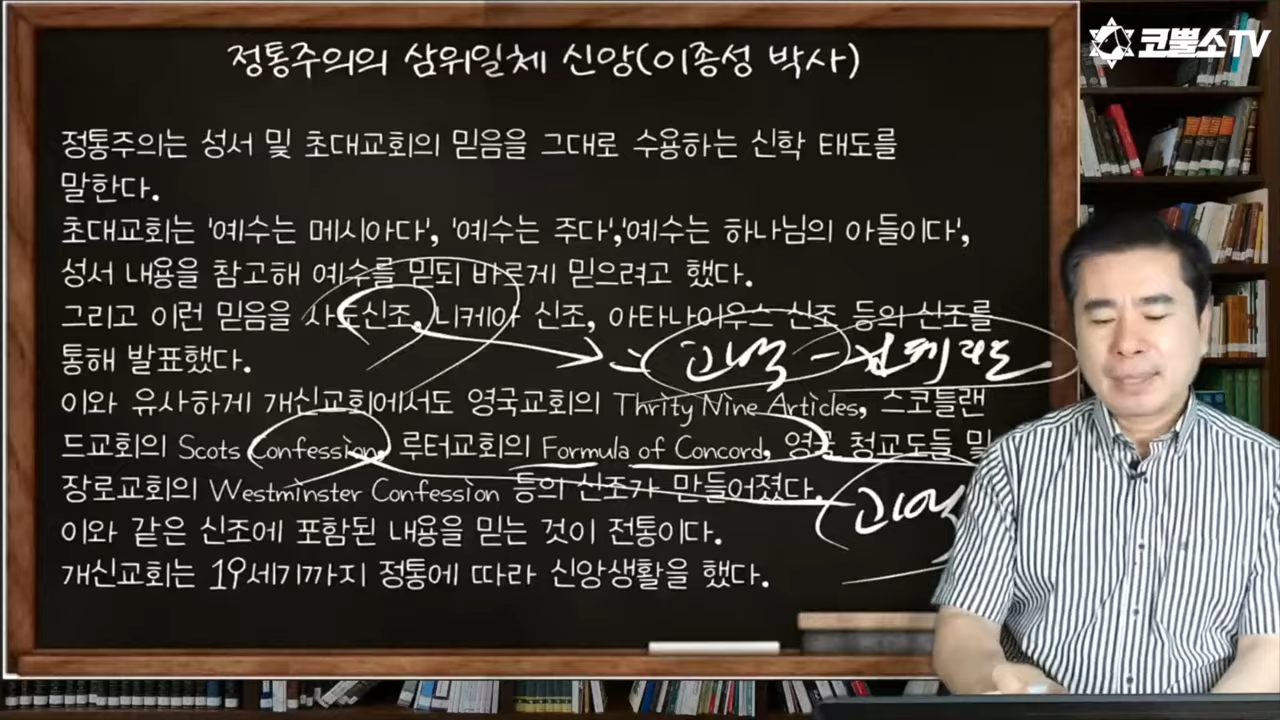 코뿔소TV
정통주의의 삼위일체 신앙(이종성 박사)
정통주의는 성서 및 초대교회의 믿음을 그대로 수용하는 신학 태도를
말한다.
초대교회는 '예수는 메시아다', '예수는 주다','예수는 하나님의 아들이다',
성서 내용을 참고해 예수를 믿되 바르게 믿으려고 했다.
그리고 이런 믿음을 사도신조, 니케아 신조, 아타나이우스 신조 등의 신조를
통해 발표했다.
이와 유사하게 개신교회에서도 영국교회의 Thrity Nine Articles, 스코틀랜
드교회의 Scots Confession, 루터교회의 Formula of Concord, 영국 청교도들 및
장로교회의 Westminster Confession 등의 신조가 만들어졌다.
이와 같은 신조에 포함된 내용을 믿는 것이 전통이다.
개신교회는 19세기까지 정통에 따라 신앙생활을 했다.